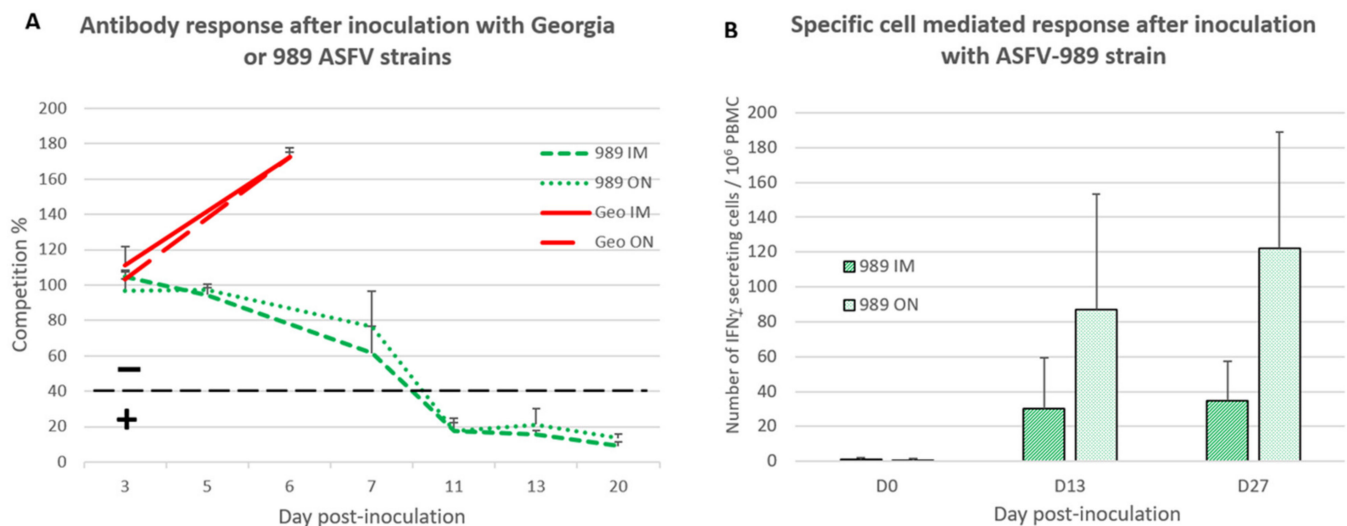 A
Antibody response after inoculation with Georgia
or 989 ASFV strains
Competition %
200
180
160
140
120
100
80
60
40
20
0
989 IM
989 ON
Geo IM
Geo ON
−
+
3 5 6 7 11 13 20
Day post-inoculation
B
Specific cell mediated response after inoculation
with ASFV-989 strain
Number of IFNγ secreting cells / 10⁶ PBMC
200
180
160
140
120
100
80
60
40
20
0
989 IM
989 ON
D0 D13 D27
Day post-inoculation